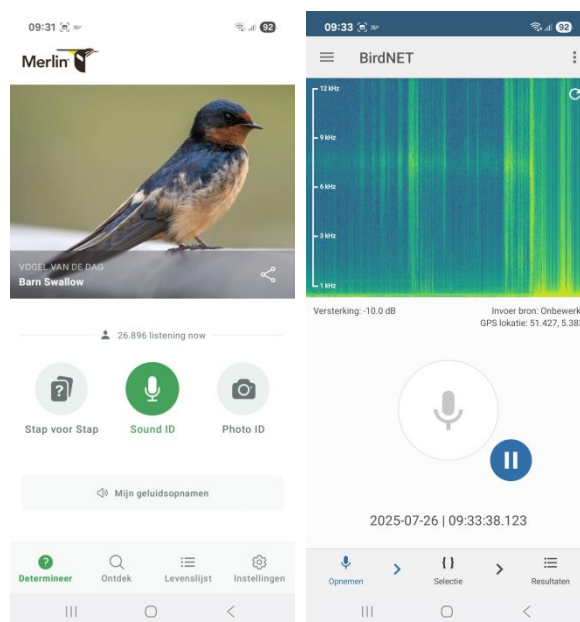 09:31
92
Merlin
VOGEL VAN DE DAG
Barn Swallow
26.896 listening now
Stap voor Stap
Sound ID
Photo ID
Mijn geluidsopnamen
Determineer
Ontdek
Levenslijst
Instellingen
09:33
92
BirdNET
12 kHz
9 kHz
6 kHz
3 kHz
1 kHz
Versterking: -10.0 dB
Invoer bron: Onbewerk
GPS lokatie: 51.427, 5.383
2025-07-26 | 09:33:38.123
Opnemen
{ }
Selectie
Resultaten